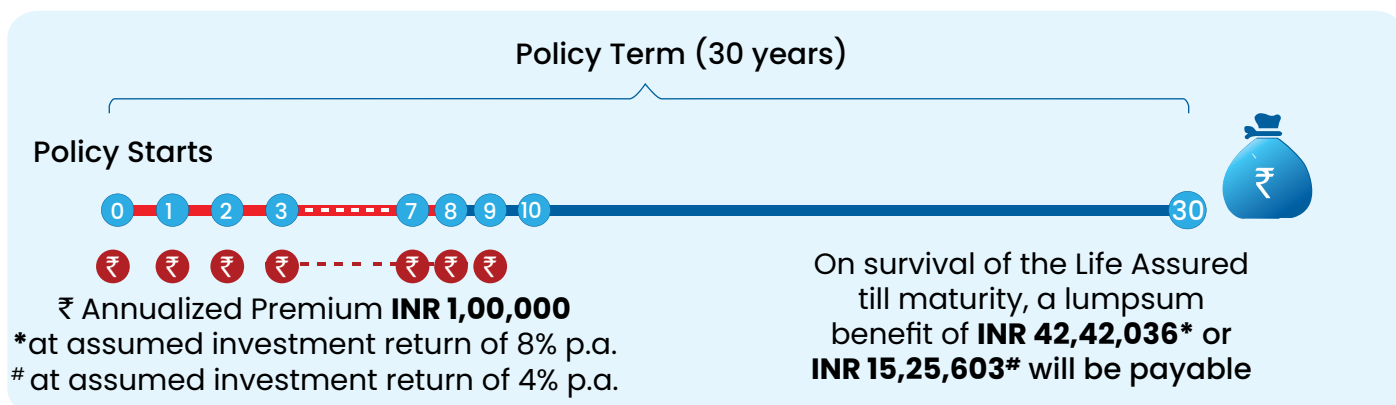 Policy Term (30 years)
Policy Starts
₹
0 1 2 3 7 8 9 10 30
₹ ₹ ₹ ₹ ₹ ₹ ₹
₹ Annualized Premium INR 1,00,000
*at assumed investment return of 8% p.a.
# at assumed investment return of 4% p.a.
On survival of the Life Assured
till maturity, a lumpsum
benefit of INR 42,42,036* or
INR 15,25,603# will be payable